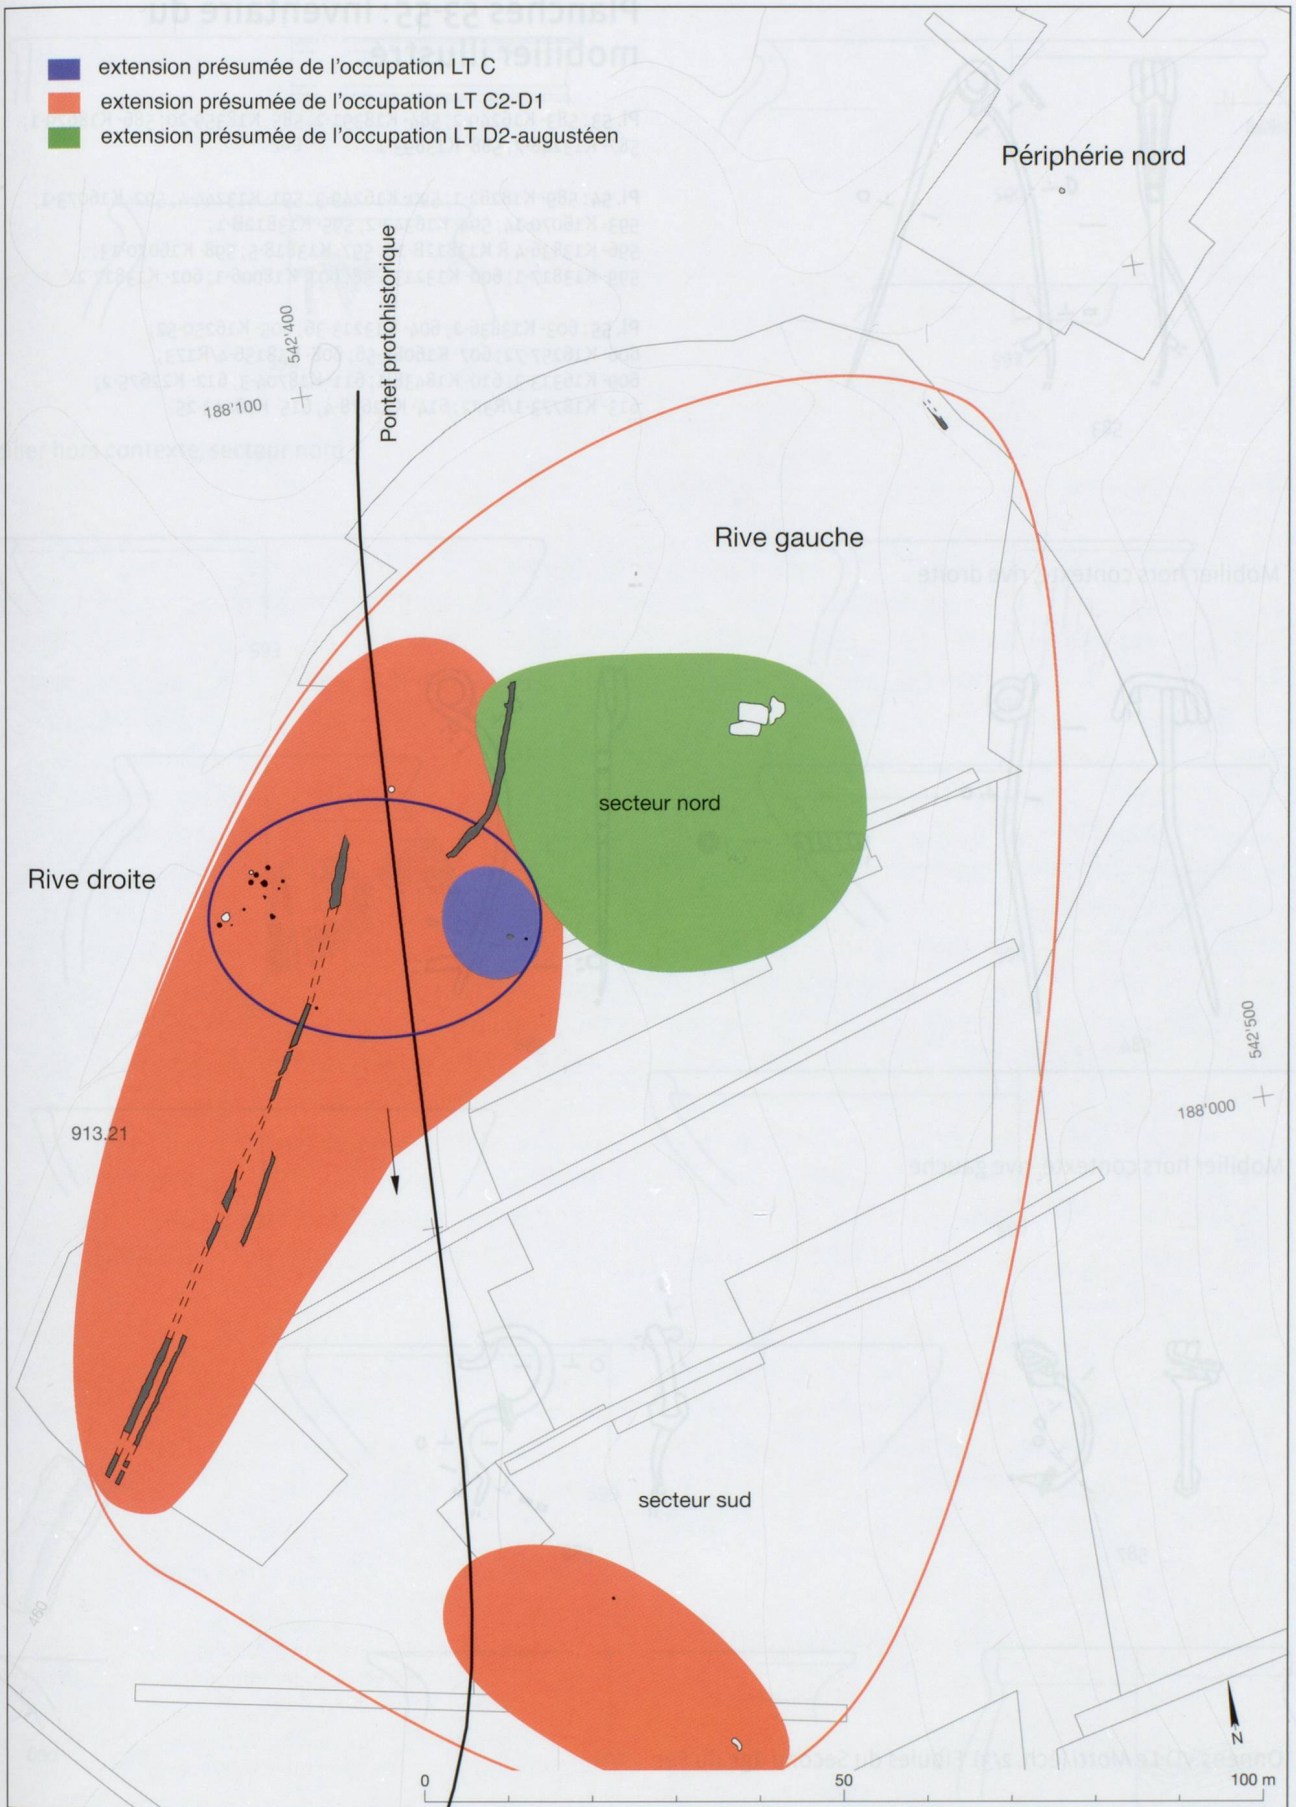 extension présumée de l'occupation LT C
extension présumée de l'occupation LT C2-D1
extension présumée de l'occupation LT D2-augustéen
Périphérie nord
542'400
188'100
Pontet protohistorique
Rive gauche
secteur nord
Rive droite
542'500
188'000
913.21
secteur sud
460
N
0
50
100 m